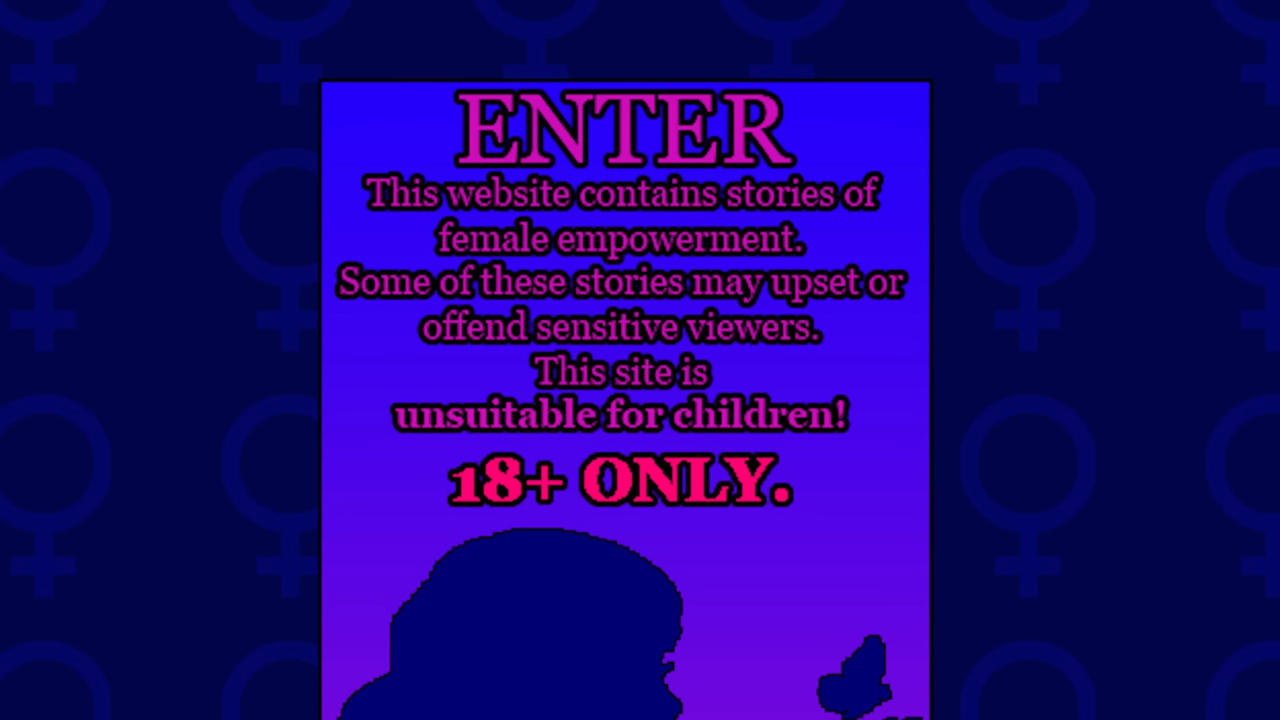 ENTER
This website contains stories of
female empowerment.
Some of these stories may upset or
offend sensitive viewers.
This site is
unsuitable for children!
18+ ONLY.